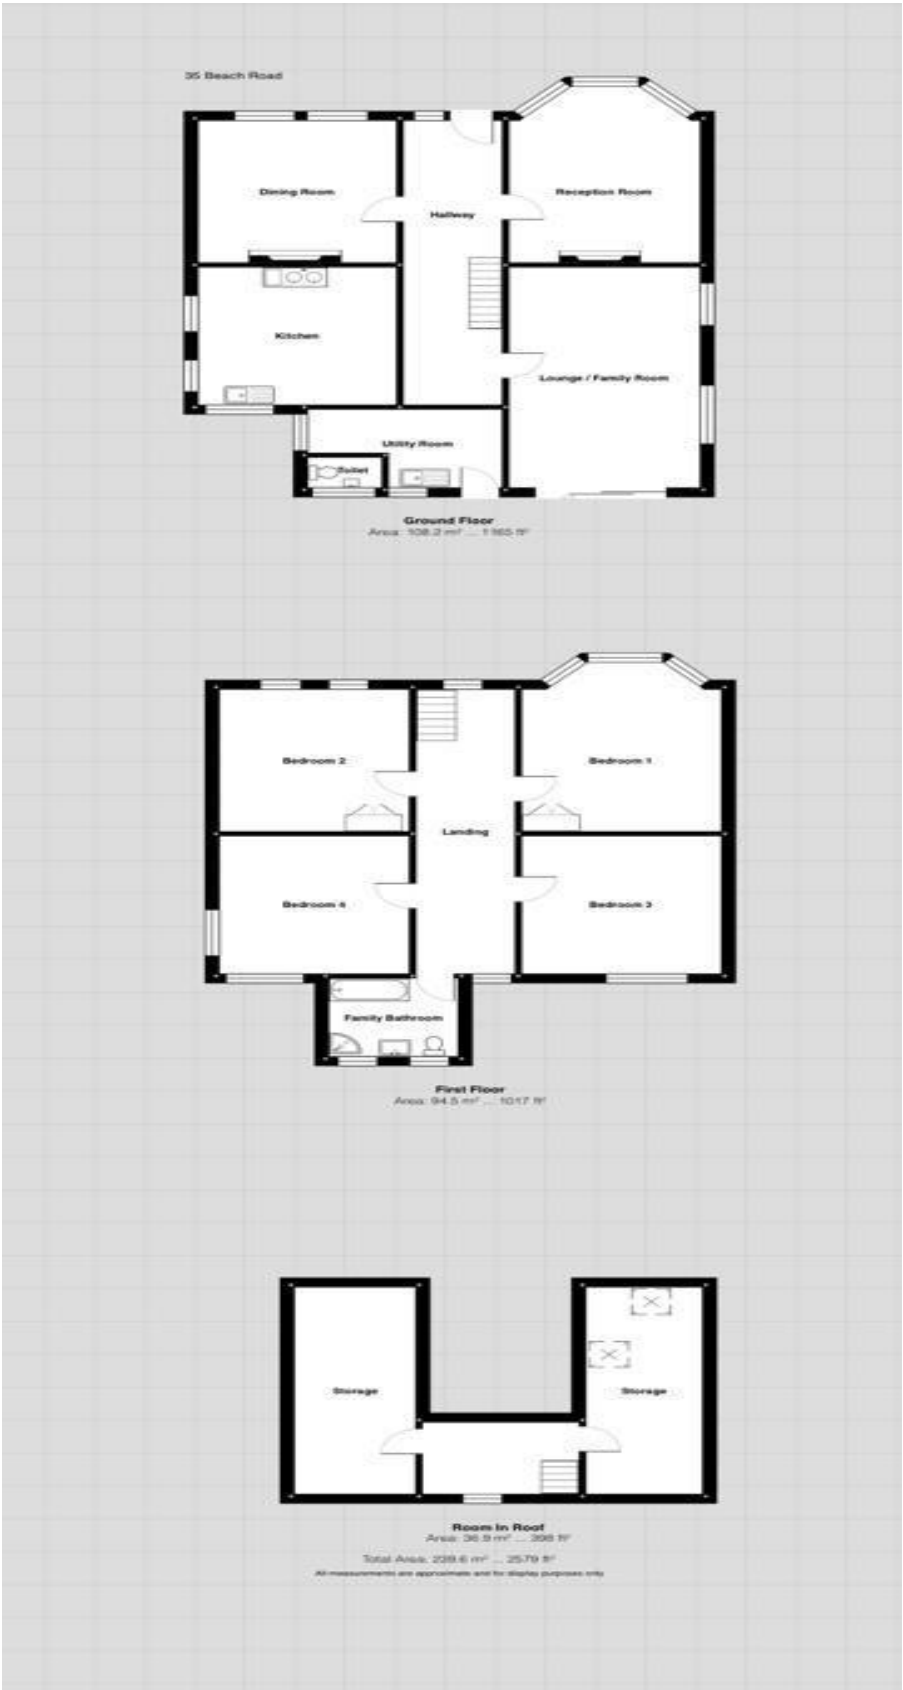 35 Beach Road
Dining Room
Reception Room
Hallway
Kitchen
Lounge / Family Room
Utility Room
Toilet
Ground Floor
Area: 108.2 m² ... 1165 ft²
Bedroom 2
Bedroom 1
Landing
Bedroom 4
Bedroom 3
Family Bathroom
First Floor
Area: 94.5 m² ... 1017 ft²
Storage
Storage
Room In Roof
Area: 36.9 m² ... 398 ft²
Total Area: 239.6 m² ... 2579 ft²
All measurements are approximate and for display purposes only